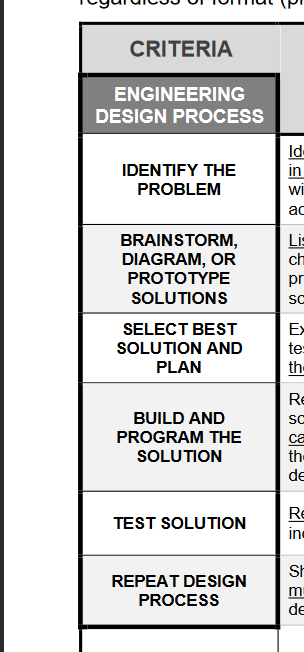 regardless of format (p
CRITERIA
ENGINEERING
DESIGN PROCESS
IDENTIFY THE
PROBLEM
Id
in
wi
ac
BRAINSTORM,
DIAGRAM, OR
PROTOTYPE
SOLUTIONS
Lis
ch
pr
so
SELECT BEST
SOLUTION AND
PLAN
Ex
tes
the
BUILD AND
PROGRAM THE
SOLUTION
Re
so
ca
the
de
TEST SOLUTION
Re
inc
REPEAT DESIGN
PROCESS
Sh
mu
de